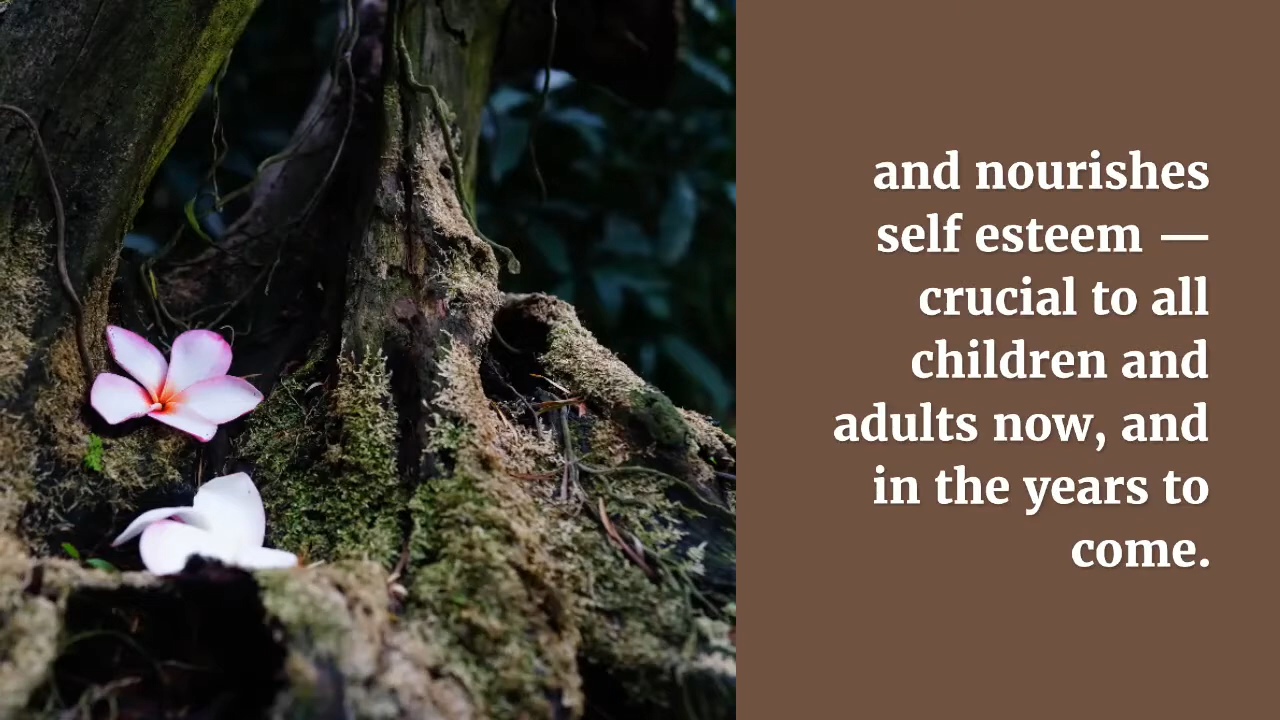 and nourishes
self esteem —
crucial to all
children and
adults now, and
in the years to
come.